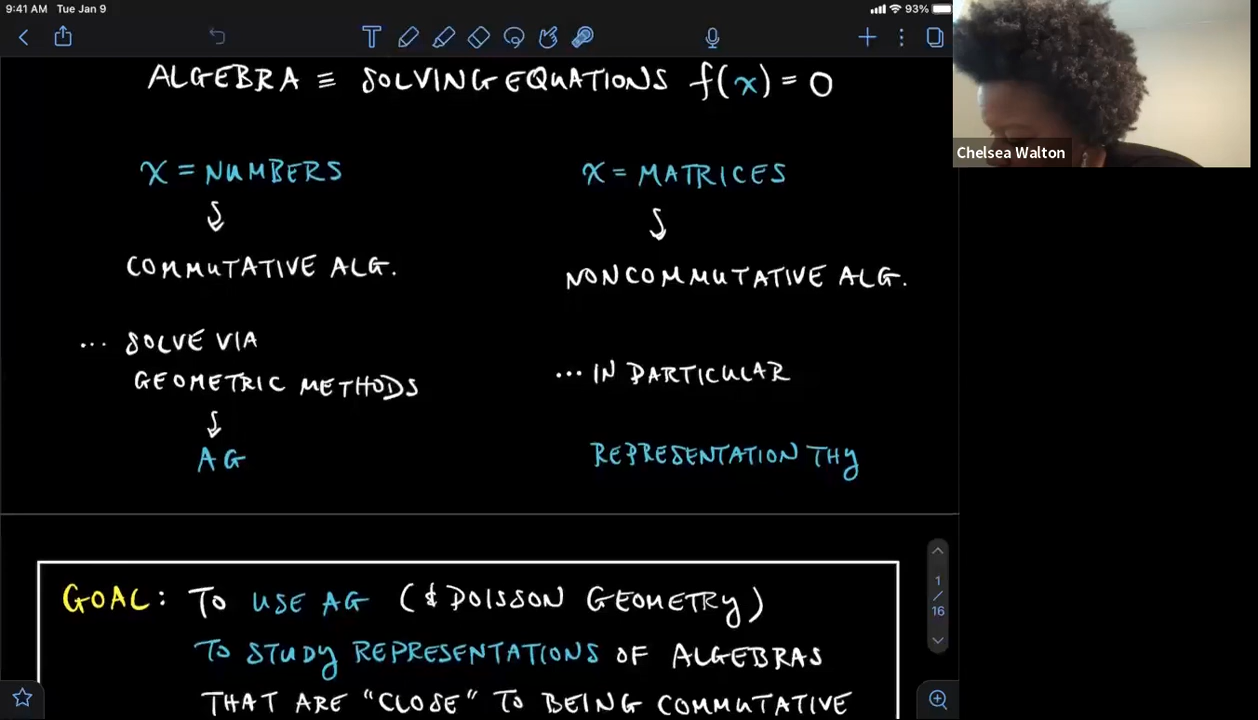 9:41 AM Tue Jan 9
93%
ALGEBRA ≡ SOLVING EQUATIONS f(x) = 0
x = NUMBERS
COMMUTATIVE ALG.
... SOLVE VIA
GEOMETRIC METHODS
AG
x = MATRICES
NONCOMMUTATIVE ALG.
... IN PARTICULAR
REPRESENTATION THY
GOAL: TO USE AG (& POISSON GEOMETRY)
TO STUDY REPRESENTATIONS OF ALGEBRAS
THAT ARE "CLOSE" TO BEING COMMUTATIVE
1
/
16
Chelsea Walton